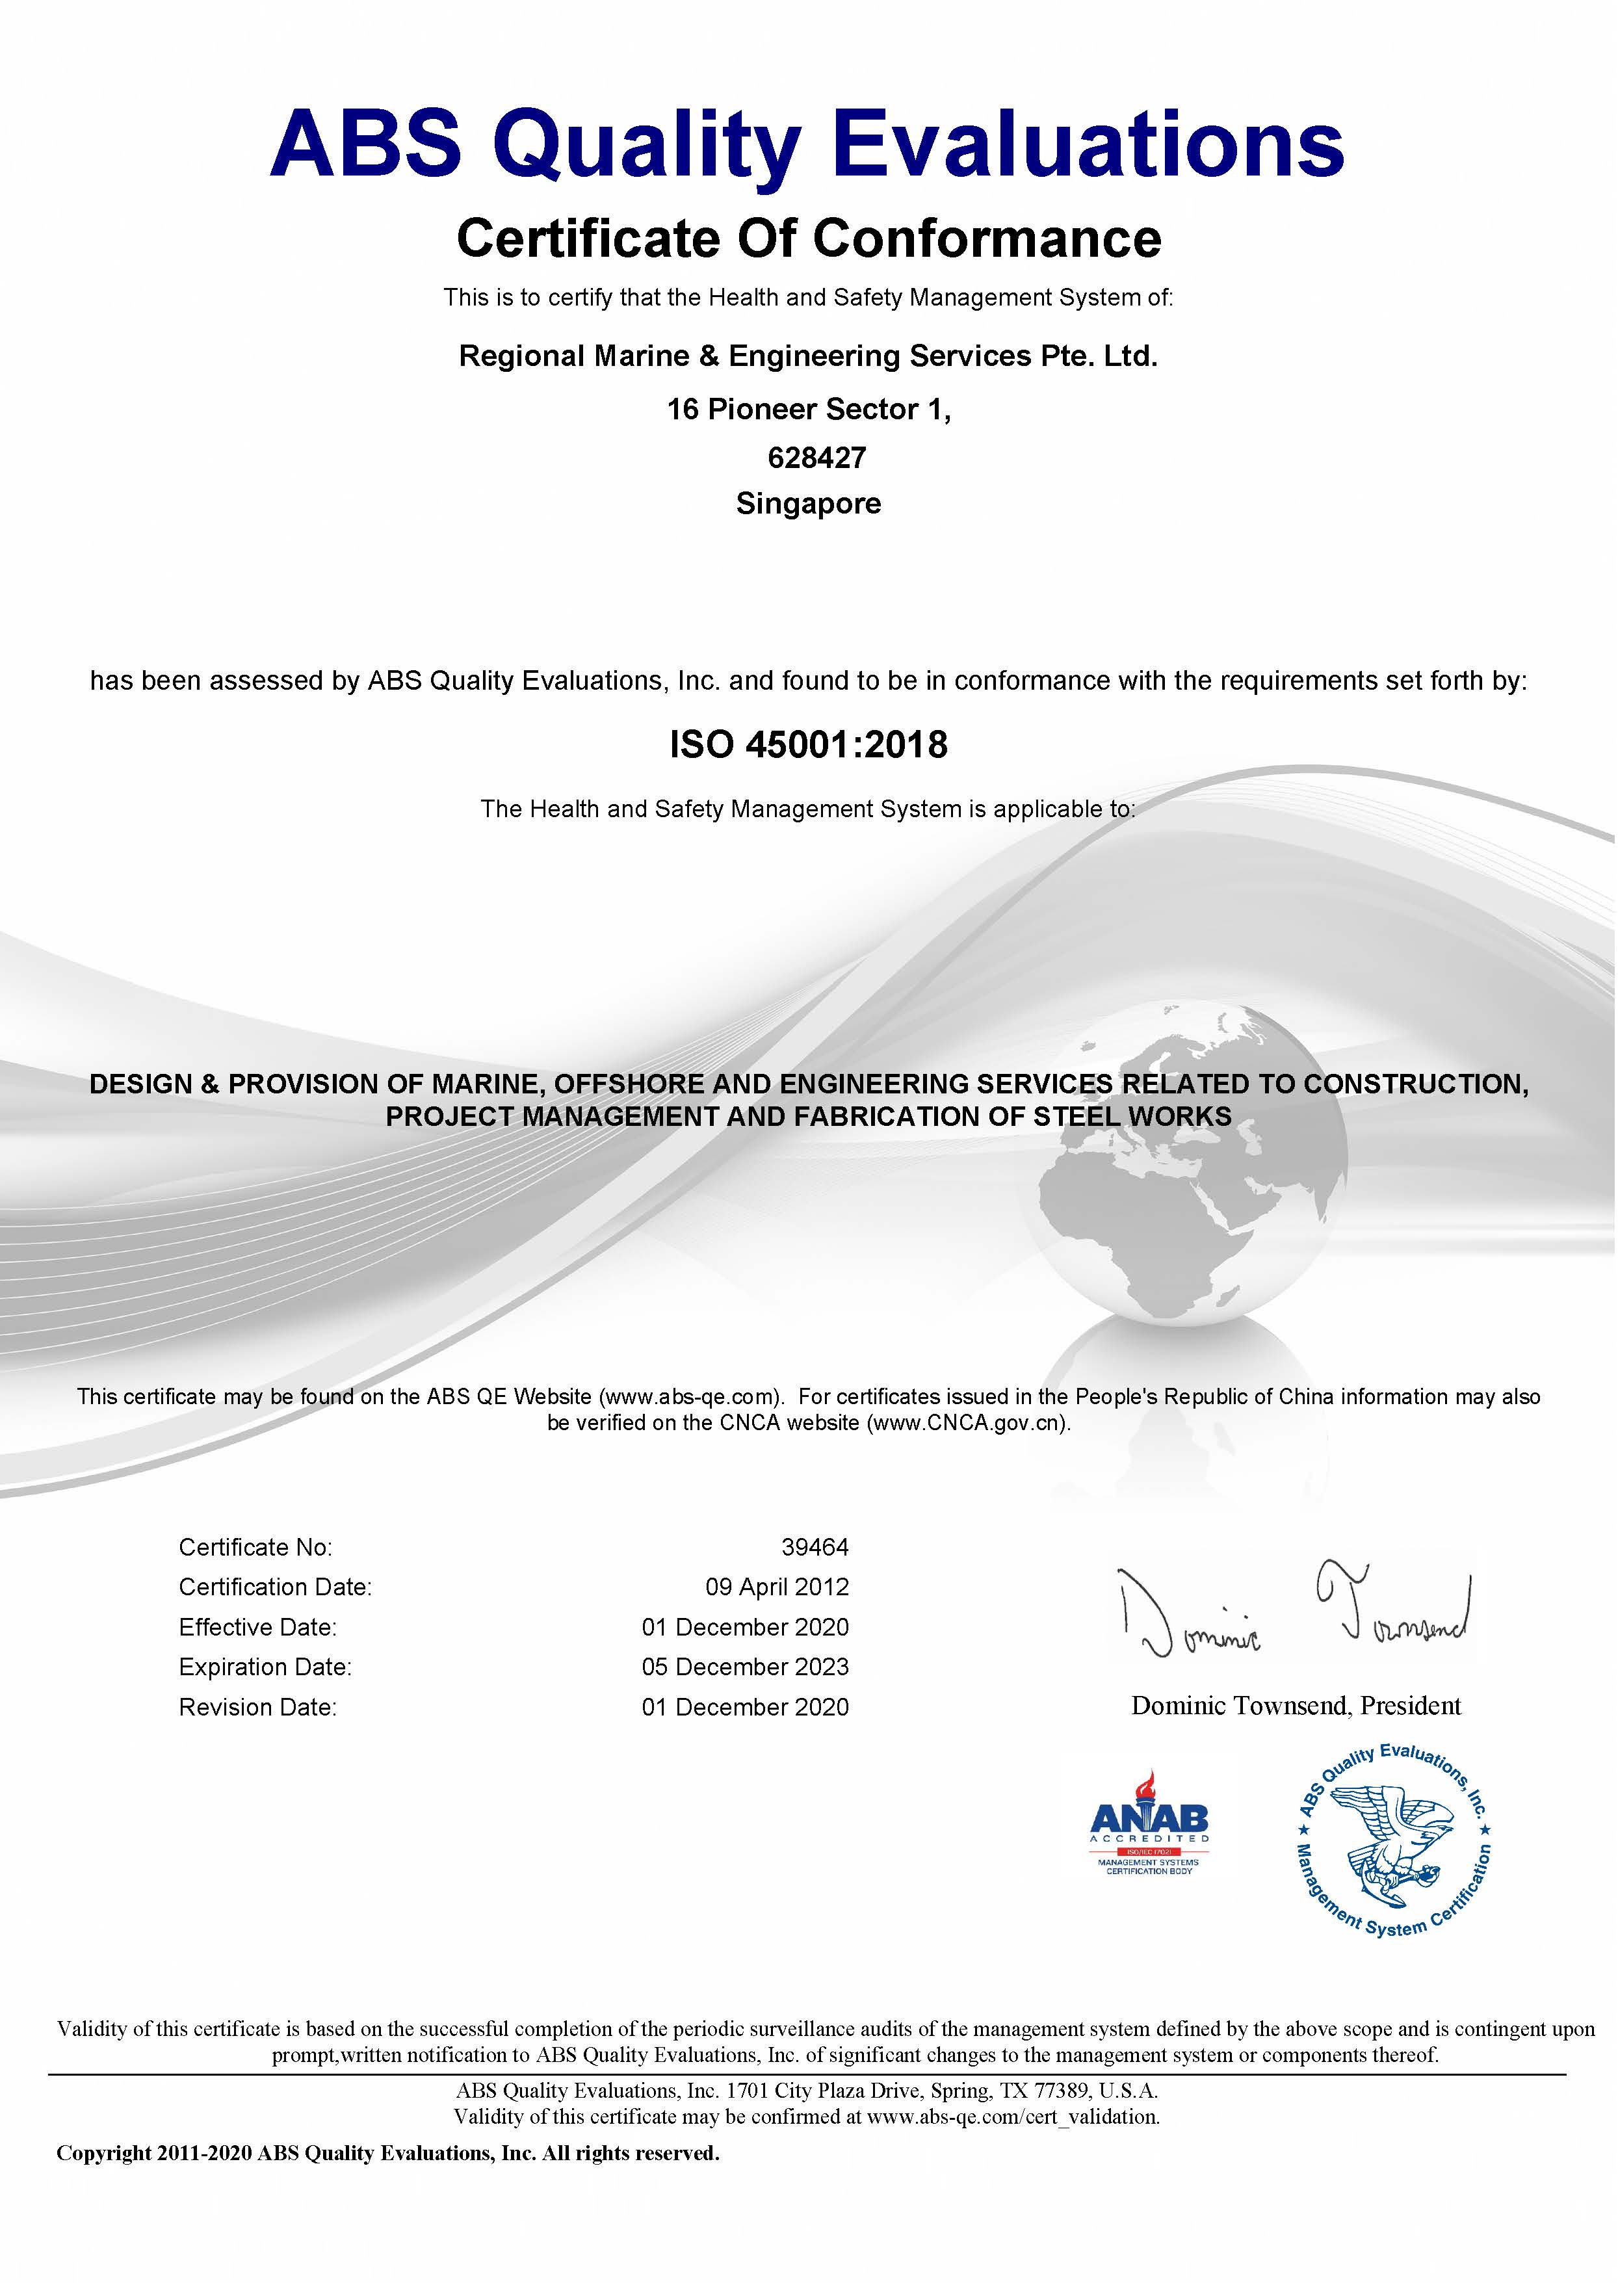 ABS Quality Evaluations
Certificate Of Conformance
This is to certify that the Health and Safety Management System of:
Regional Marine & Engineering Services Pte. Ltd.
16 Pioneer Sector 1,
628427
Singapore
has been assessed by ABS Quality Evaluations, Inc. and found to be in conformance with the requirements set forth by:
ISO 45001:2018
The Health and Safety Management System is applicable to:
DESIGN & PROVISION OF MARINE, OFFSHORE AND ENGINEERING SERVICES RELATED TO CONSTRUCTION,
PROJECT MANAGEMENT AND FABRICATION OF STEEL WORKS
This certificate may be found on the ABS QE Website (www.abs-qe.com). For certificates issued in the People's Republic of China information may also
be verified on the CNCA website (www.CNCA.gov.cn).
Certificate No: 39464
Certification Date: 09 April 2012
Effective Date: 01 December 2020
Expiration Date: 05 December 2023
Revision Date: 01 December 2020
Dominic Townsend
Dominic Townsend, President
ANAB
ACCREDITED
ISO/IEC 17021
MANAGEMENT SYSTEMS
CERTIFICATION BODY
ABS Quality Evaluations, Inc.
Management System Certification
Validity of this certificate is based on the successful completion of the periodic surveillance audits of the management system defined by the above scope and is contingent upon
prompt,written notification to ABS Quality Evaluations, Inc. of significant changes to the management system or components thereof.
ABS Quality Evaluations, Inc. 1701 City Plaza Drive, Spring, TX 77389, U.S.A.
Validity of this certificate may be confirmed at www.abs-qe.com/cert_validation.
Copyright 2011-2020 ABS Quality Evaluations, Inc. All rights reserved.